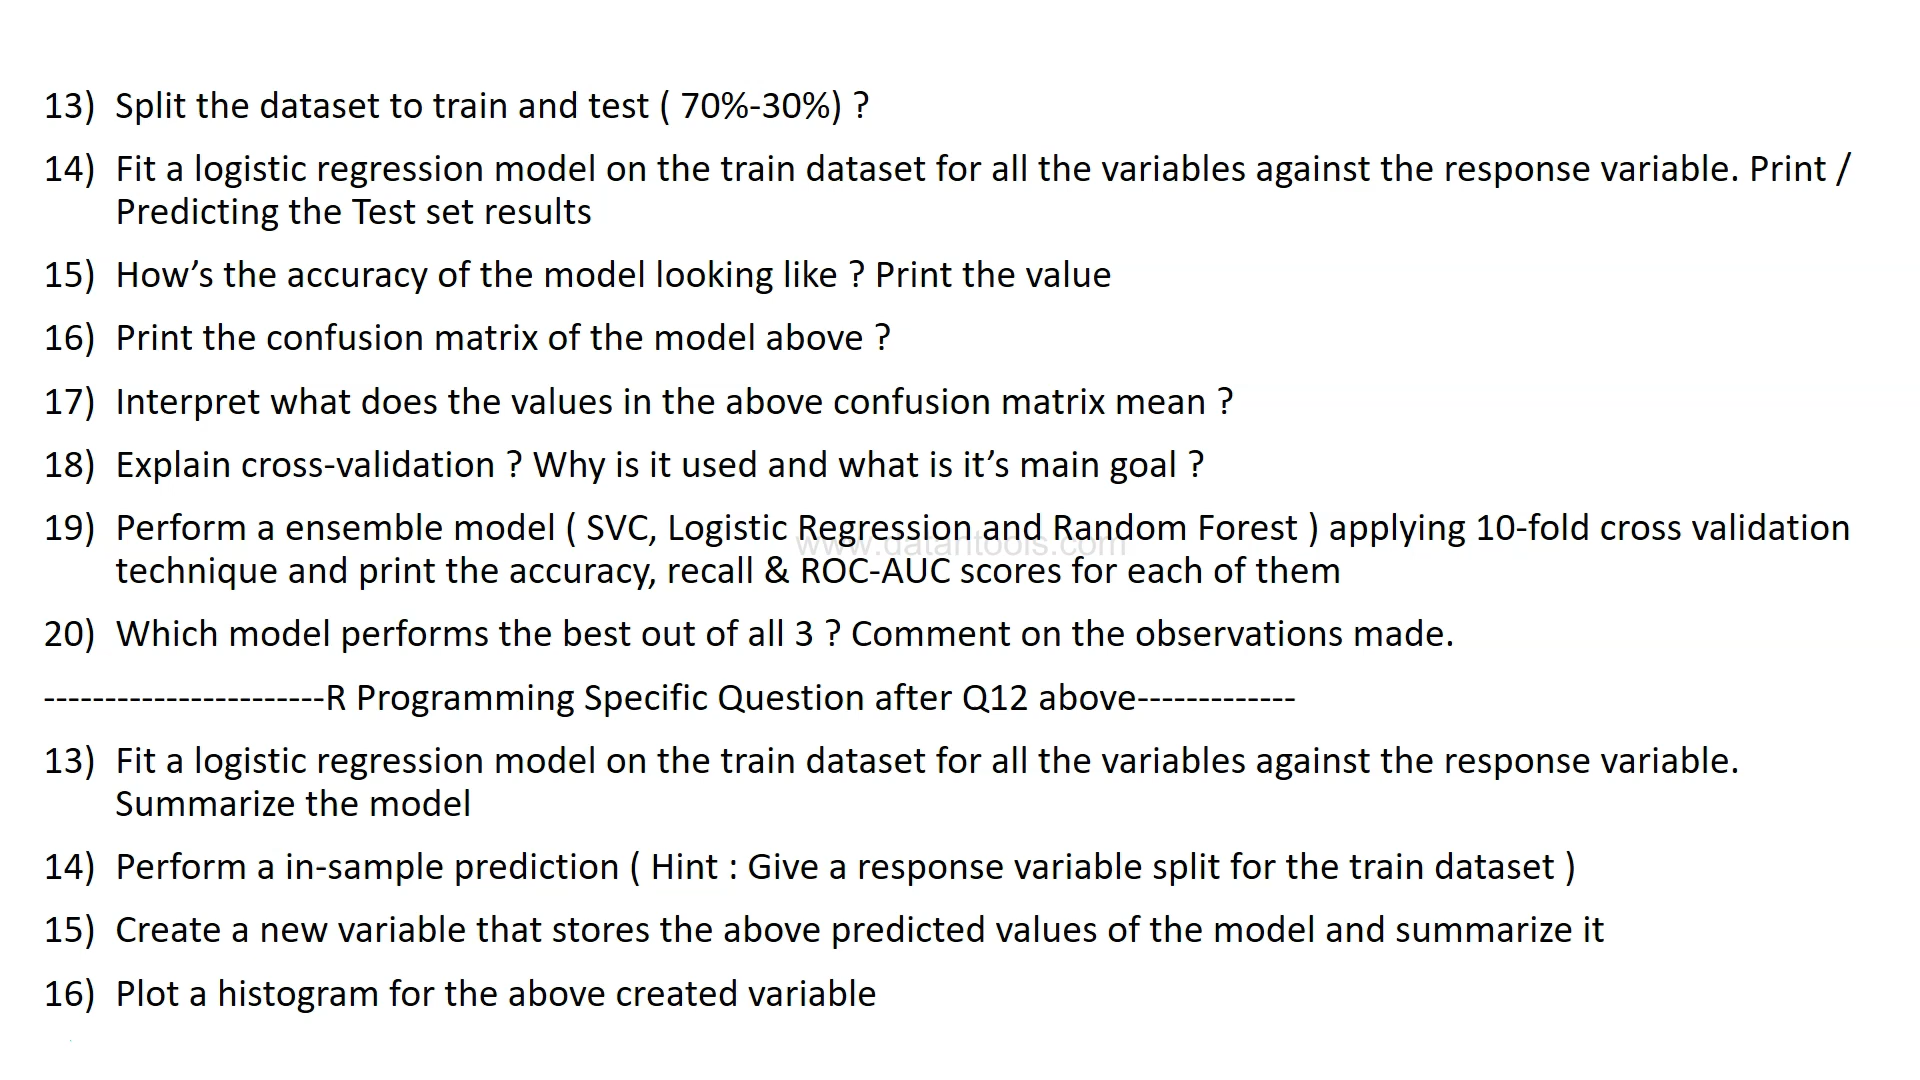 13) Split the dataset to train and test ( 70%-30%) ?
14) Fit a logistic regression model on the train dataset for all the variables against the response variable. Print /
Predicting the Test set results
15) How’s the accuracy of the model looking like ? Print the value
16) Print the confusion matrix of the model above ?
17) Interpret what does the values in the above confusion matrix mean ?
18) Explain cross-validation ? Why is it used and what is it’s main goal ?
19) Perform a ensemble model ( SVC, Logistic Regression and Random Forest ) applying 10-fold cross validation
www.datantools.com
technique and print the accuracy, recall & ROC-AUC scores for each of them
20) Which model performs the best out of all 3 ? Comment on the observations made.
-----------------------R Programming Specific Question after Q12 above-------------
13) Fit a logistic regression model on the train dataset for all the variables against the response variable.
Summarize the model
14) Perform a in-sample prediction ( Hint : Give a response variable split for the train dataset )
15) Create a new variable that stores the above predicted values of the model and summarize it
16) Plot a histogram for the above created variable